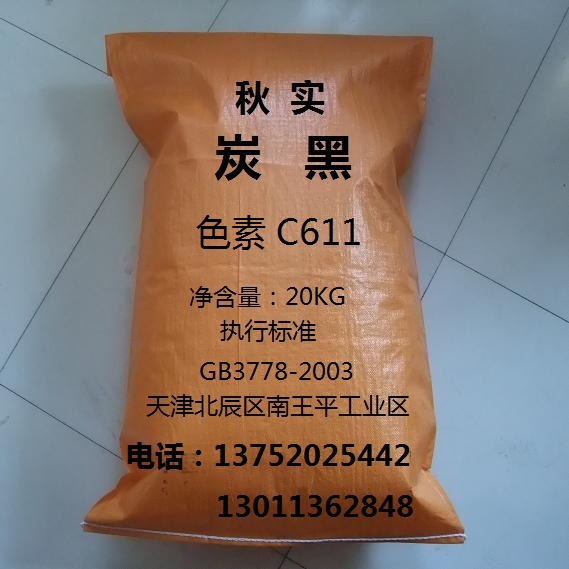 秋 实
炭 黑
色素 C611
净含量：20KG
执行标准
GB3778-2003
天津北辰区南王平工业区
电话：13752025442
13011362848